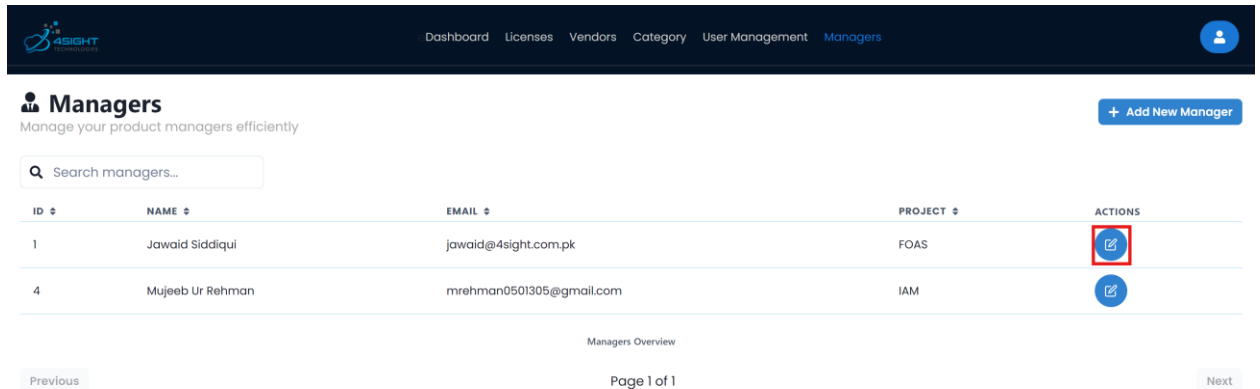 4SIGHT
TECHNOLOGIES
Dashboard Licenses Vendors Category User Management Managers
Managers
Manage your product managers efficiently
+ Add New Manager
Search managers...
ID NAME EMAIL PROJECT ACTIONS
1 Jawaid Siddiqui jawaid@4sight.com.pk FOAS
4 Mujeeb Ur Rehman mrehman0501305@gmail.com IAM
Managers Overview
Previous Page 1 of 1 Next